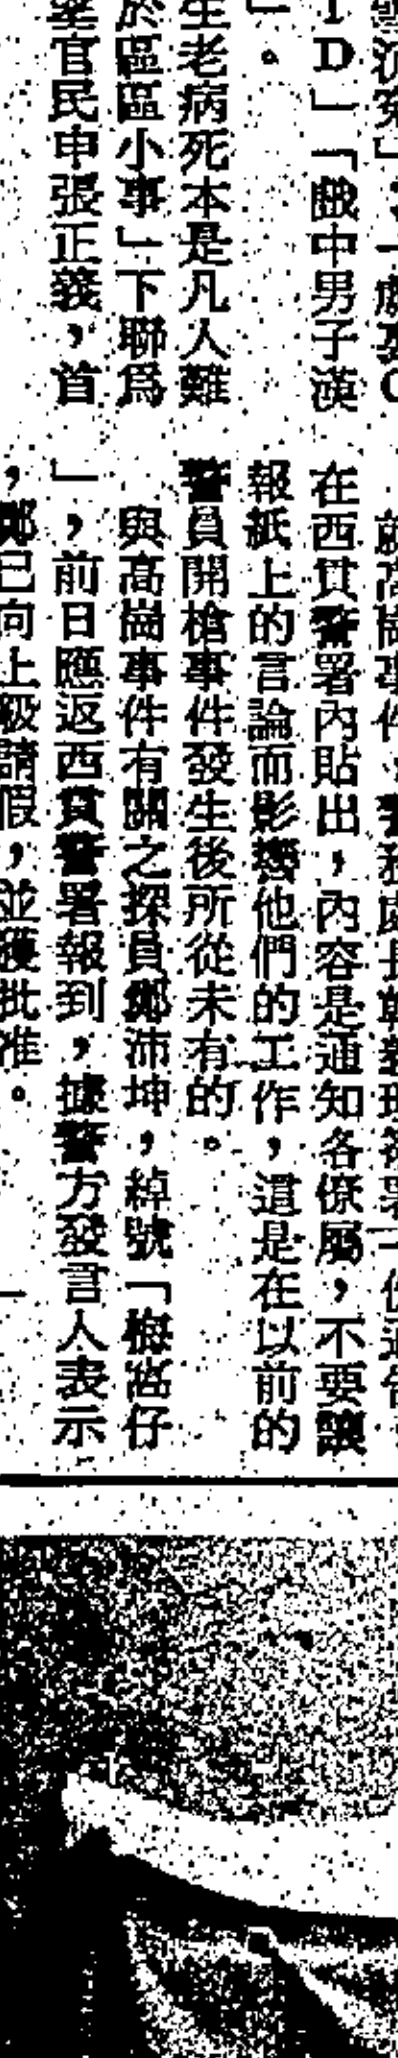 ID」「戲中男子漢
」。
生老病死本是凡人難
於區區小事」下聯爲
官民申張正義，首
在西貢警署內貼出，內容是通知各僚屬，不要讓
報紙上的言論而影響他們的工作，這是在以前的
警員開槍事件發生後所從未有的。
與高崗事件有關之探員鄭沛坤，綽號「梅窩仔
」，前日應返西貢警署報到，據警方發言人表示
，鄭已向上級請假，並獲批准。